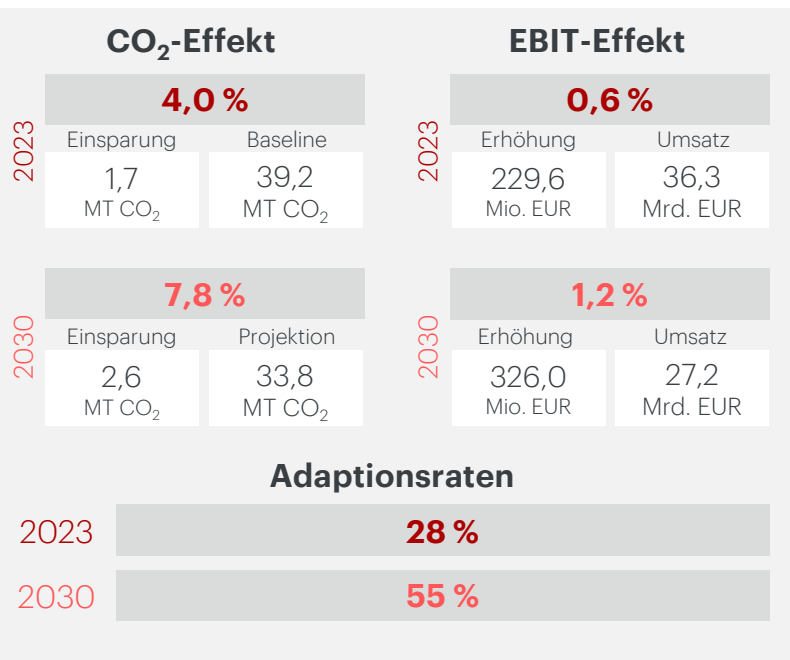 CO₂-Effekt
4,0 %
2023
Einsparung Baseline
1,7 39,2
MT CO₂ MT CO₂
7,8 %
2030
Einsparung Projektion
2,6 33,8
MT CO₂ MT CO₂
EBIT-Effekt
0,6 %
2023
Erhöhung Umsatz
229,6 36,3
Mio. EUR Mrd. EUR
1,2 %
2030
Erhöhung Umsatz
326,0 27,2
Mio. EUR Mrd. EUR
Adaptionsraten
2023 28 %
2030 55 %